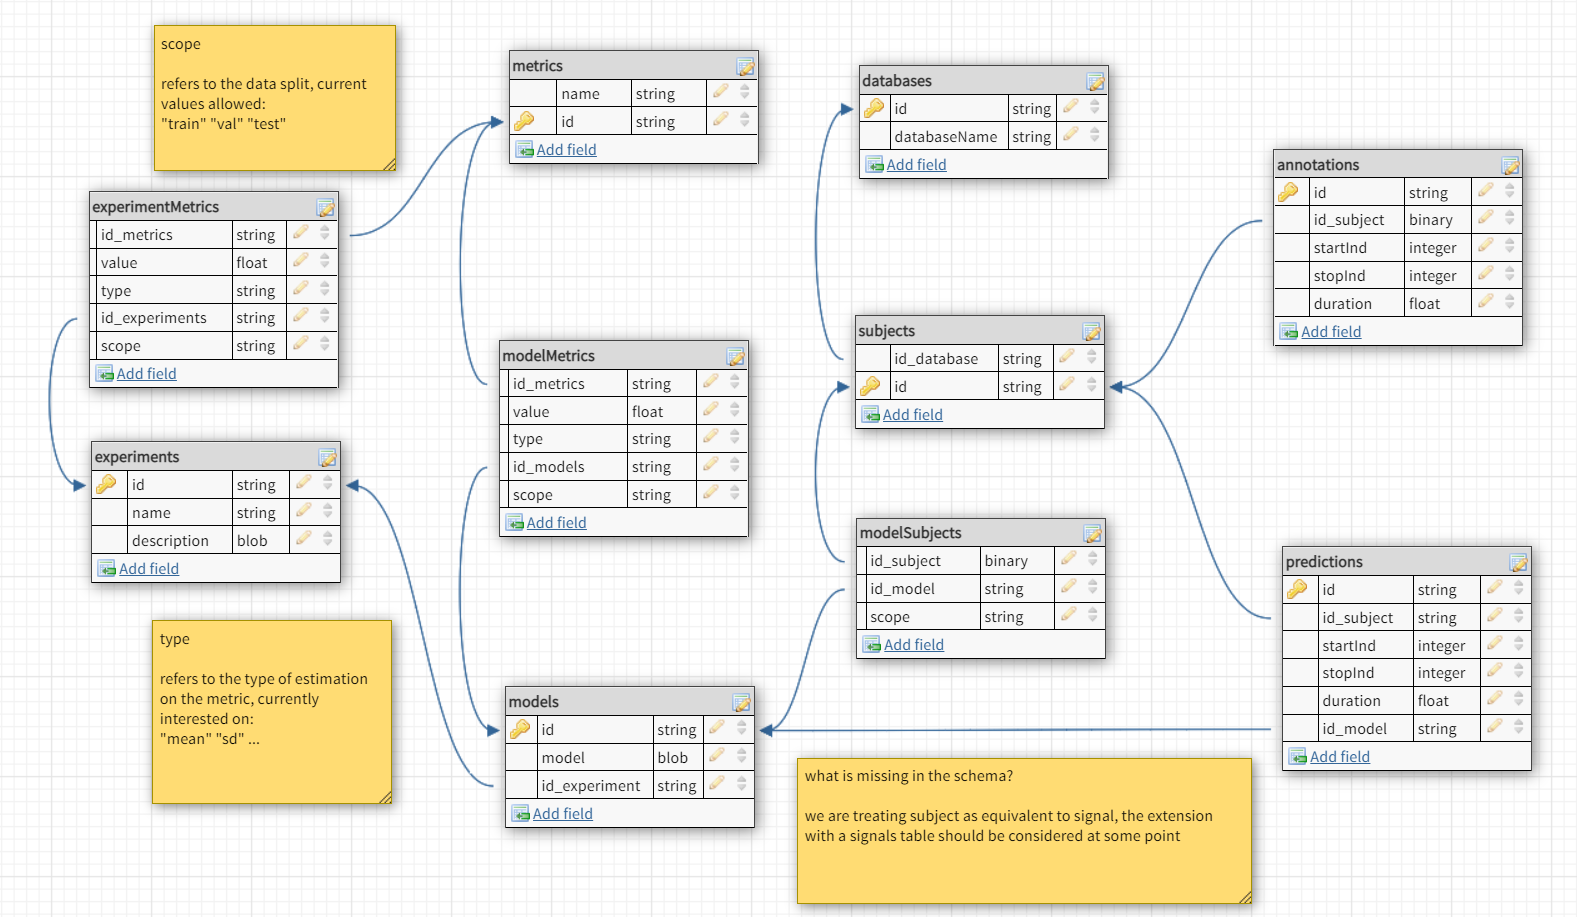 scope
refers to the data split, current
values allowed:
"train" "val" "test"
metrics
name string
id string
Add field
databases
id string
databaseName string
Add field
annotations
id string
id_subject binary
startInd integer
stopInd integer
duration float
Add field
experimentMetrics
id_metrics string
value float
type string
id_experiments string
scope string
Add field
modelMetrics
id_metrics string
value float
type string
id_models string
scope string
Add field
subjects
id_database string
id string
Add field
experiments
id string
name string
description blob
Add field
modelSubjects
id_subject binary
id_model string
scope string
Add field
predictions
id string
id_subject string
startInd integer
stopInd integer
duration float
id_model string
Add field
type
refers to the type of estimation
on the metric, currently
interested on:
"mean" "sd" ...
models
id string
model blob
id_experiment string
Add field
what is missing in the schema?
we are treating subject as equivalent to signal, the extension
with a signals table should be considered at some point